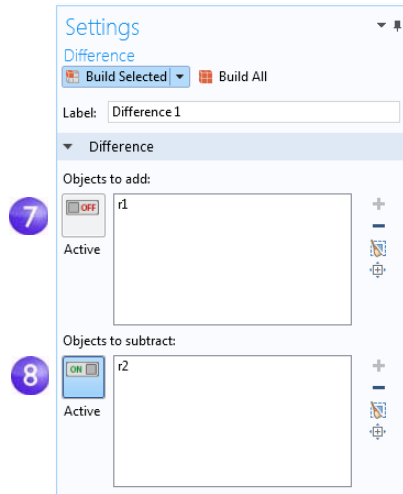 Settings
Difference
Build Selected Build All
Label: Difference 1
Difference
Objects to add:
7 OFF r1
Active
Objects to subtract:
8 ON r2
Active